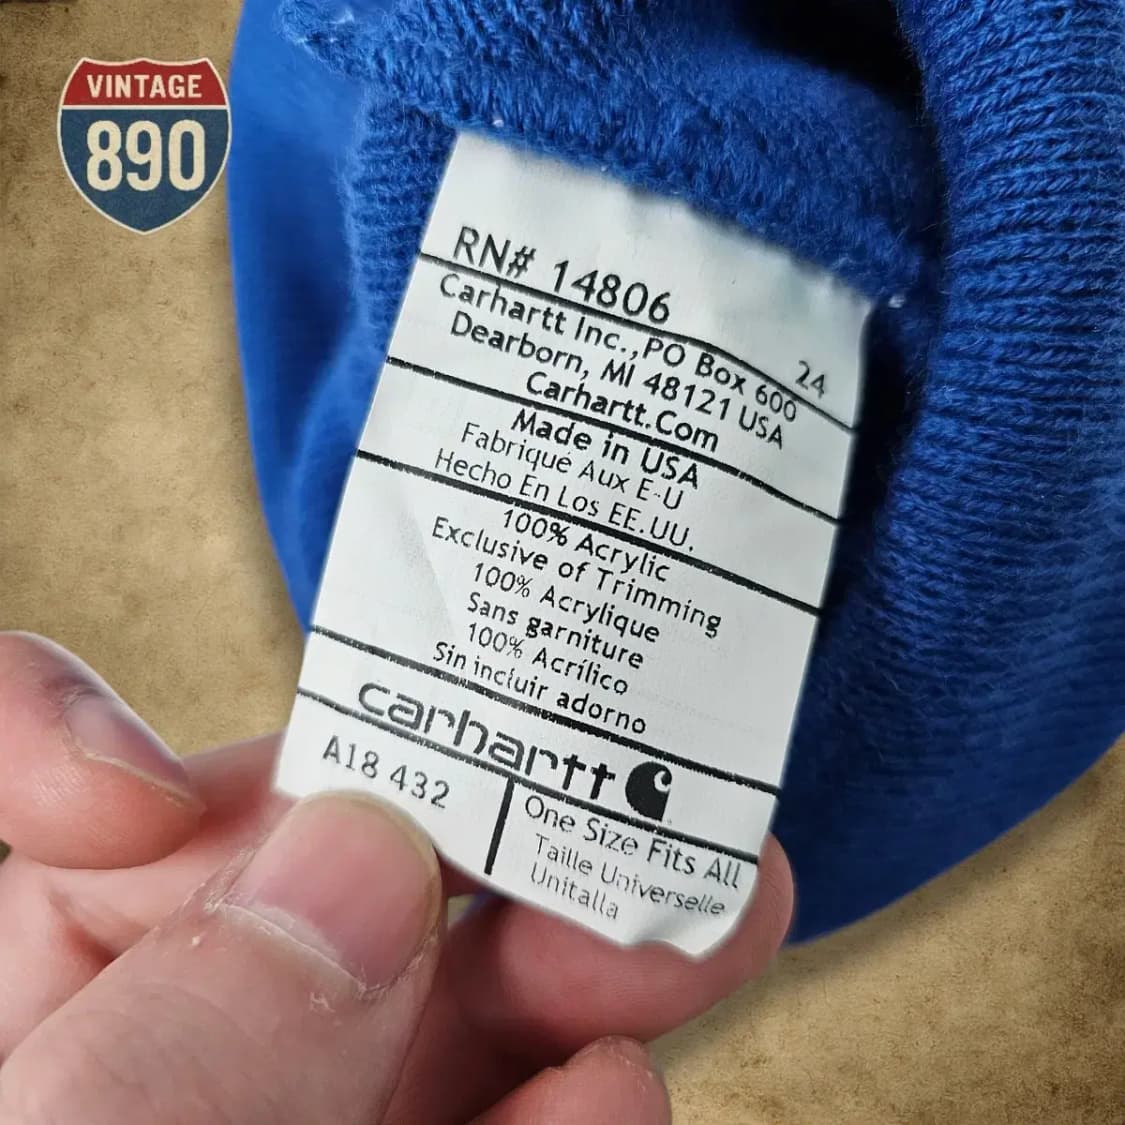 VINTAGE
890
RN# 14806
24
Carhartt Inc., PO Box 600
Dearborn, MI 48121 USA
Carhartt.Com
Made in USA
Fabriqué Aux E-U
Hecho En Los EE.UU.
100% Acrylic
Exclusive of Trimming
100% Acrylique
Sans garniture
100% Acrílico
Sin incluir adorno
carhartt
A18 432
One Size Fits All
Taille Universelle
Unitalla